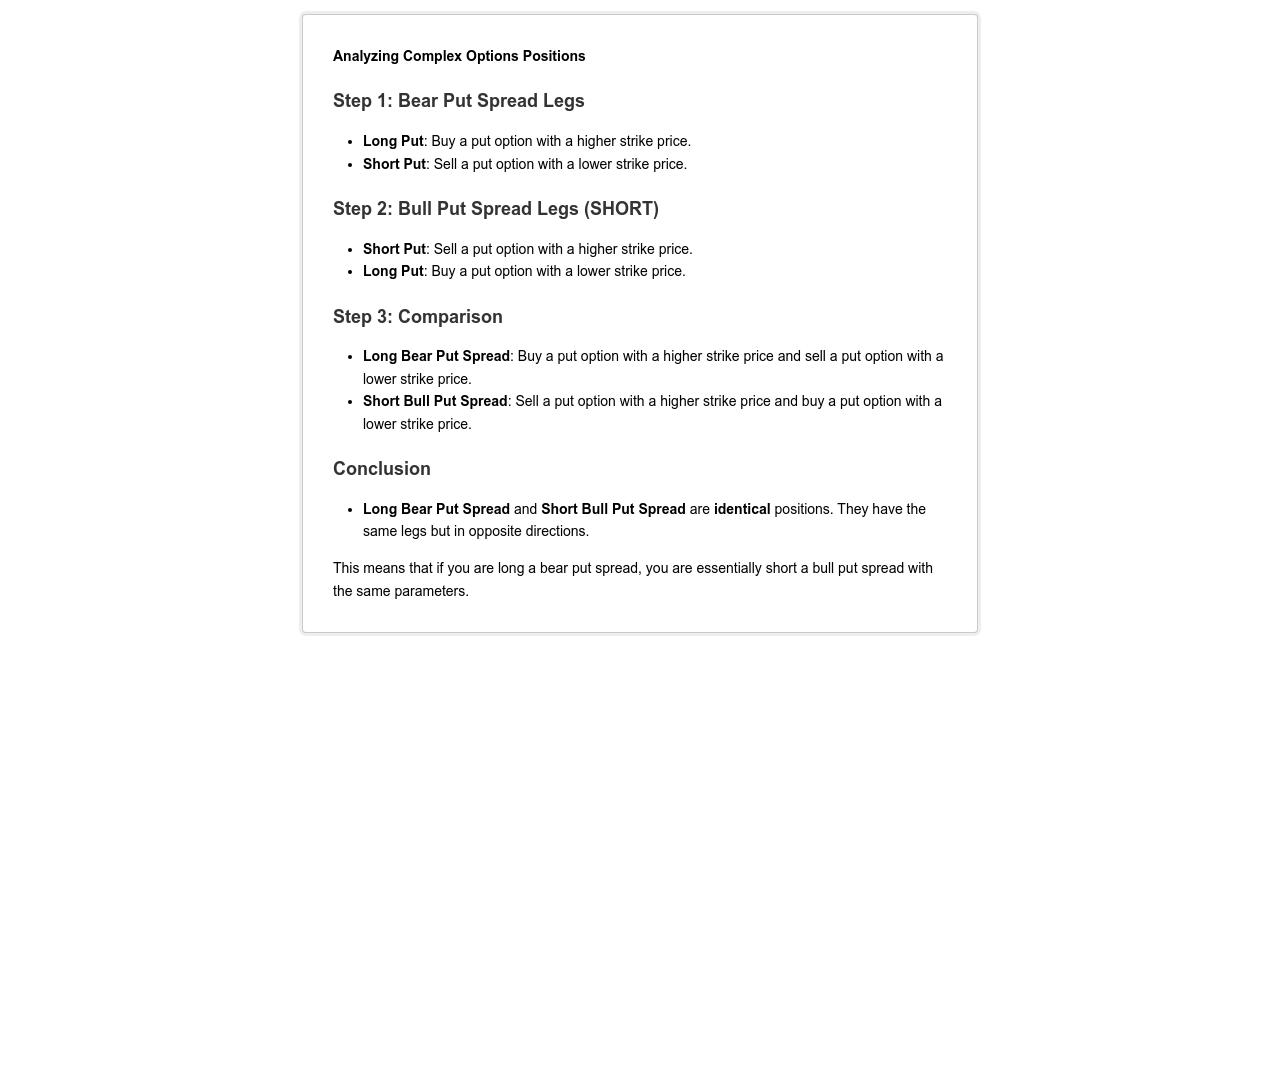 Analyzing Complex Options Positions
Step 1: Bear Put Spread Legs
• Long Put: Buy a put option with a higher strike price.
• Short Put: Sell a put option with a lower strike price.
Step 2: Bull Put Spread Legs (SHORT)
• Short Put: Sell a put option with a higher strike price.
• Long Put: Buy a put option with a lower strike price.
Step 3: Comparison
• Long Bear Put Spread: Buy a put option with a higher strike price and sell a put option with a
lower strike price.
• Short Bull Put Spread: Sell a put option with a higher strike price and buy a put option with a
lower strike price.
Conclusion
• Long Bear Put Spread and Short Bull Put Spread are identical positions. They have the
same legs but in opposite directions.
This means that if you are long a bear put spread, you are essentially short a bull put spread with
the same parameters.